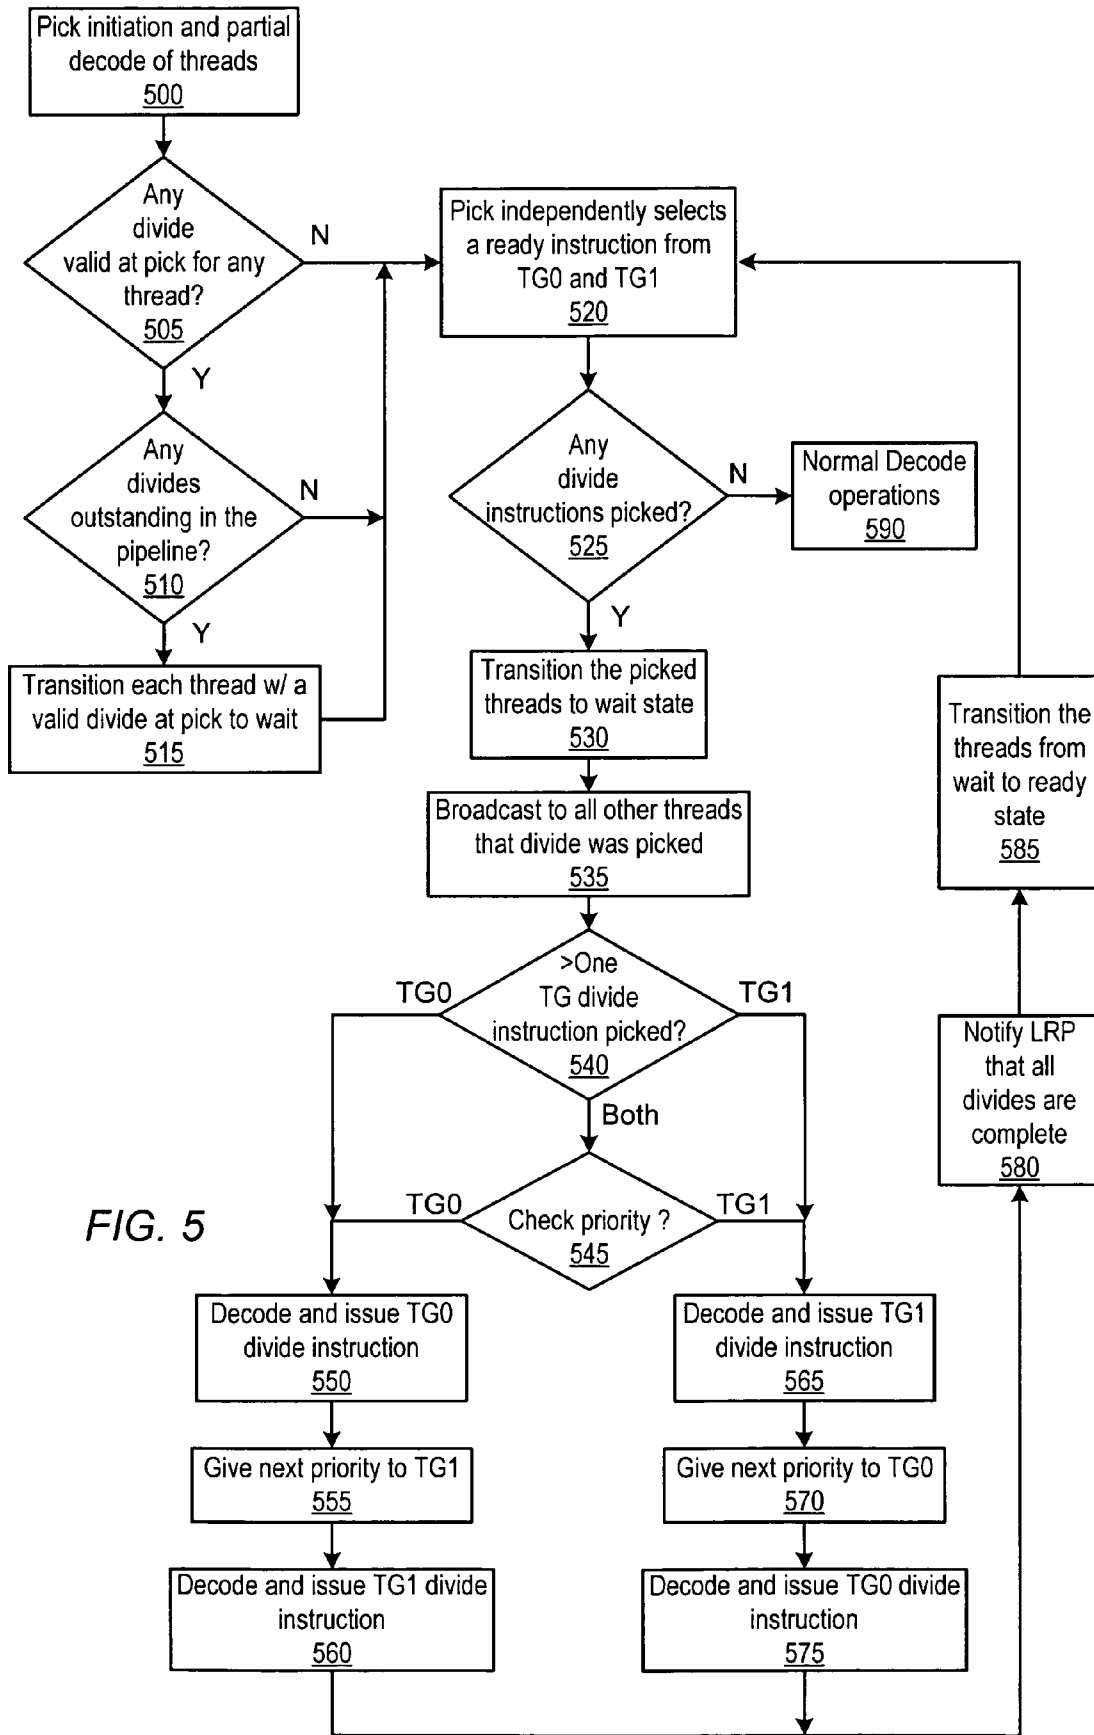 Pick initiation and partial
decode of threads
500
Any
divide
valid at pick for any
thread?
505
N
Y
Any
divides
outstanding in the
pipeline?
510
N
Y
Transition each thread w/ a
valid divide at pick to wait
515
Pick independently selects
a ready instruction from
TG0 and TG1
520
Any
divide
instructions picked?
525
N
Y
Normal Decode
operations
590
Transition the picked
threads to wait state
530
Broadcast to all other threads
that divide was picked
535
>One
TG divide
instruction picked?
540
TG0
TG1
Both
Check priority ?
545
TG0
TG1
Decode and issue TG0
divide instruction
550
Give next priority to TG1
555
Decode and issue TG1 divide
instruction
560
Decode and issue TG1
divide instruction
565
Give next priority to TG0
570
Decode and issue TG0 divide
instruction
575
Notify LRP
that all
divides are
complete
580
Transition the
threads from
wait to ready
state
585
FIG. 5